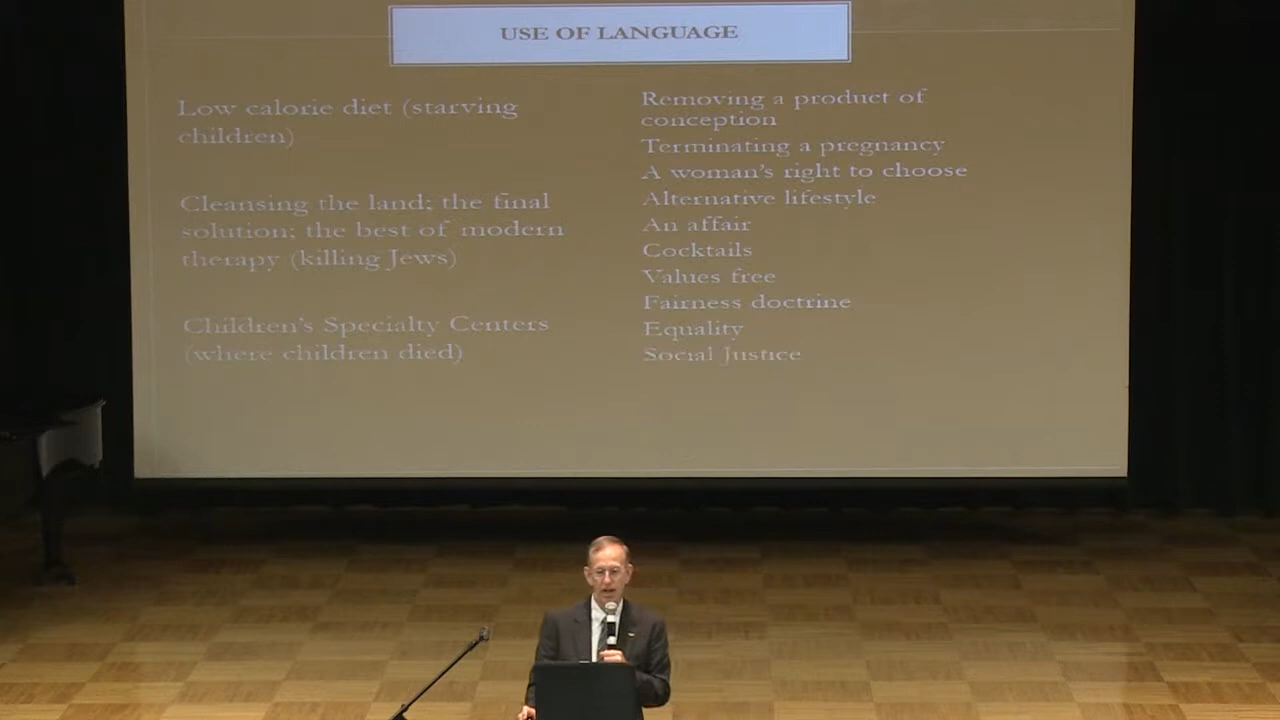 USE OF LANGUAGE
Low calorie diet (starving
children)
Cleansing the land; the final
solution; the best of modern
therapy (killing Jews)
Children's Specialty Centers
(where children died)
Removing a product of
conception
Terminating a pregnancy
A woman's right to choose
Alternative lifestyle
An affair
Cocktails
Values free
Fairness doctrine
Equality
Social Justice